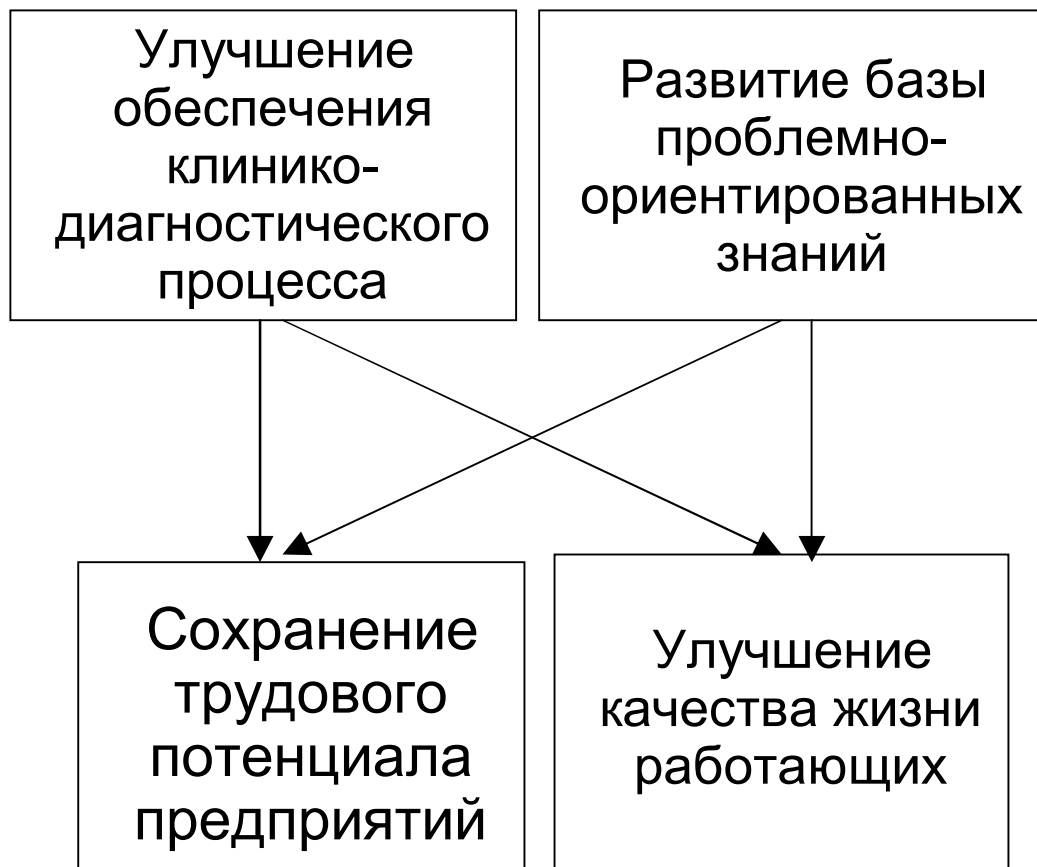 Улучшение
обеспечения
клинико-
диагностического
процесса
Развитие базы
проблемно-
ориентированных
знаний
Сохранение
трудового
потенциала
предприятий
Улучшение
качества жизни
работающих